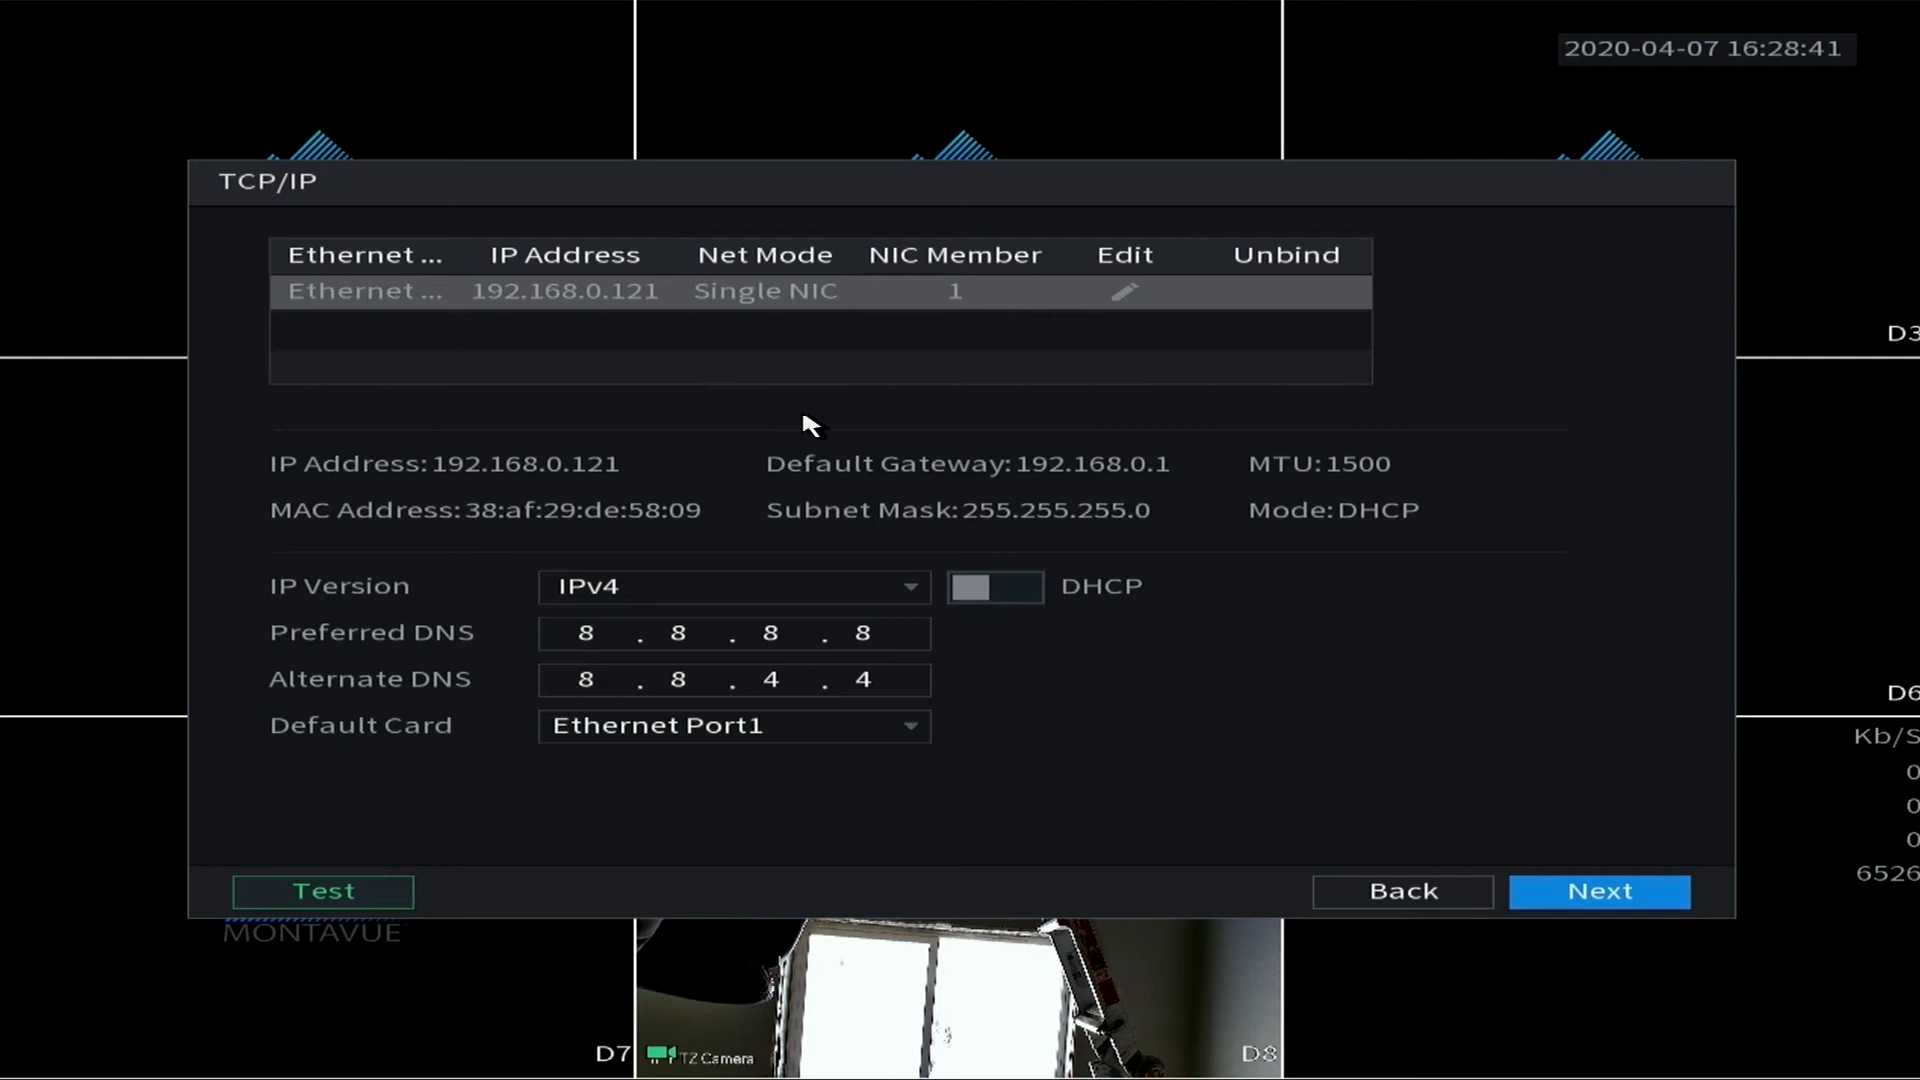 2020-04-07 16:28:41
TCP/IP
Ethernet ... IP Address Net Mode NIC Member Edit Unbind
Ethernet ... 192.168.0.121 Single NIC 1
D3
IP Address:192.168.0.121 Default Gateway:192.168.0.1 MTU:1500
MAC Address:38:af:29:de:58:09 Subnet Mask:255.255.255.0 Mode:DHCP
IP Version IPv4 DHCP
Preferred DNS 8 . 8 . 8 . 8
Alternate DNS 8 . 8 . 4 . 4
D6
Default Card Ethernet Port1
Kb/S
0
0
0
6526
Test Back Next
MONTAVUE
D7 TZ Camera D8